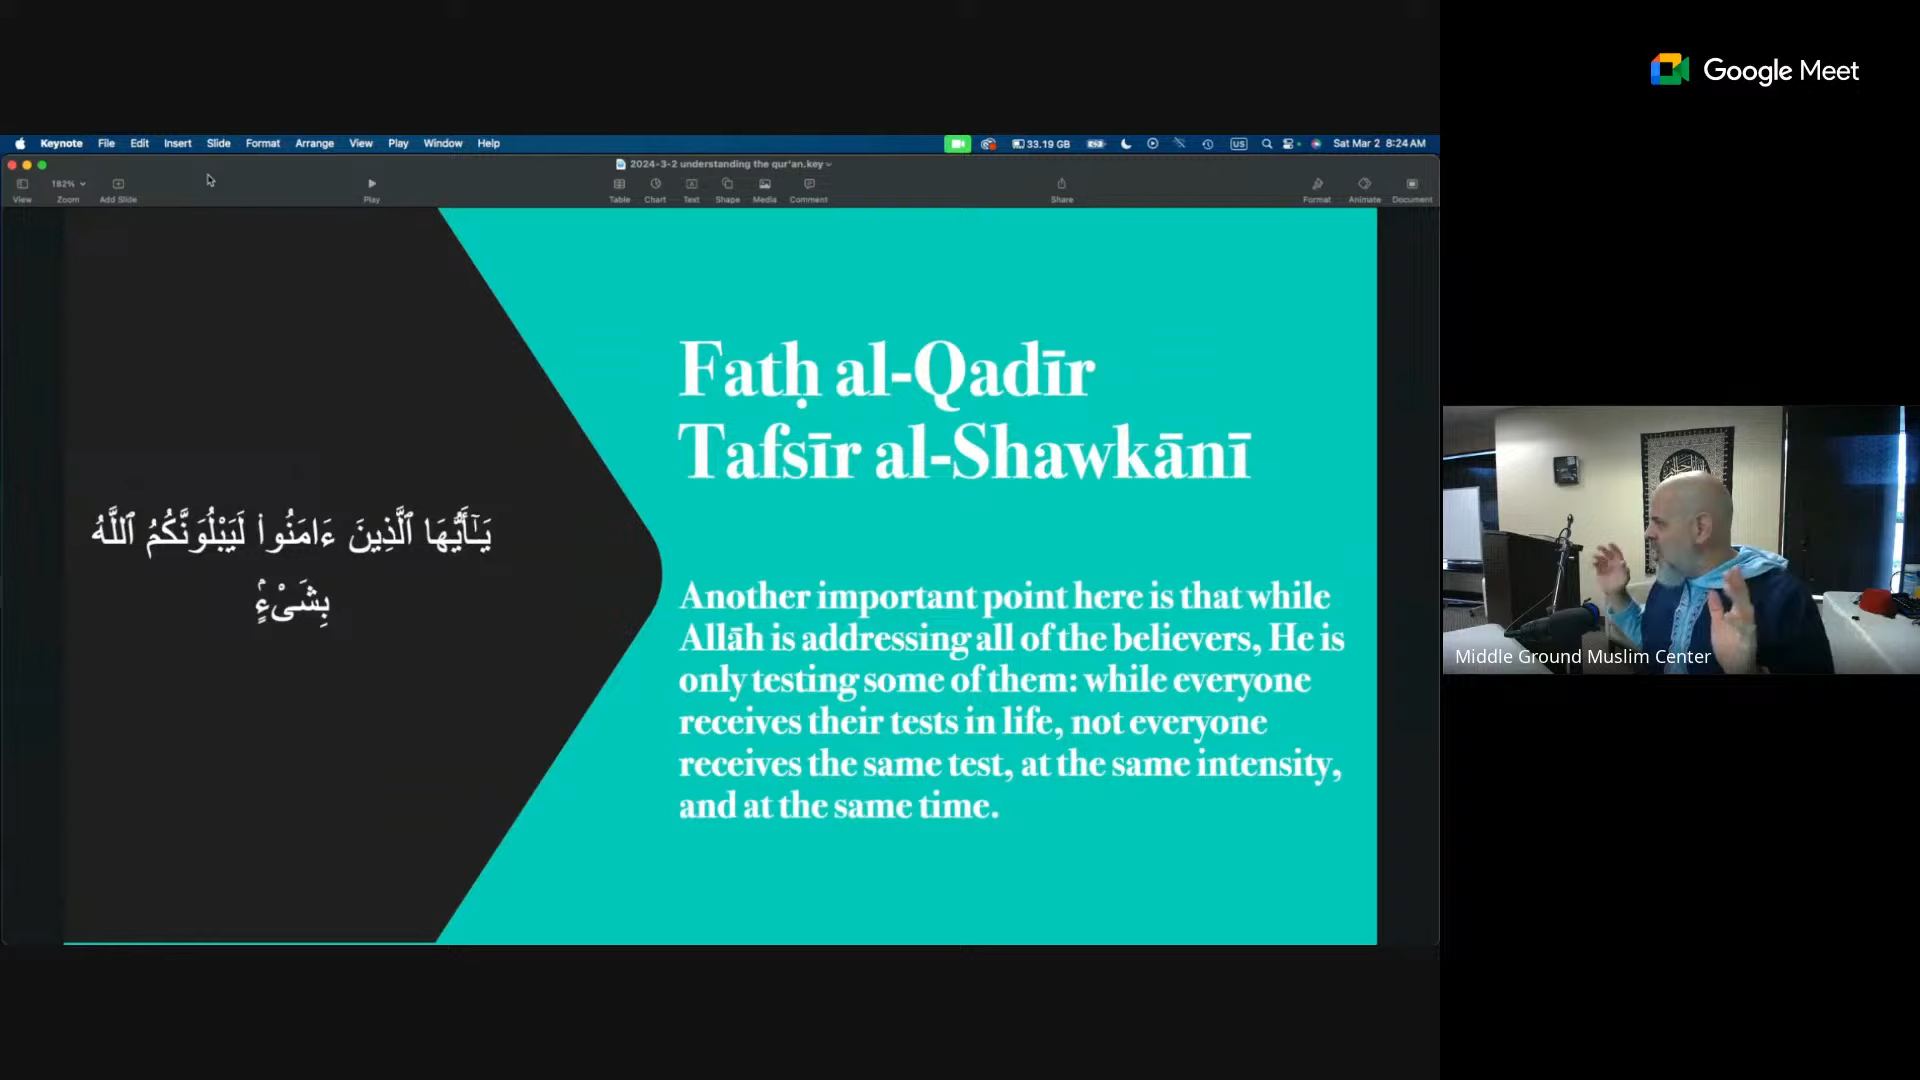 Google Meet
Keynote File Edit Insert Slide Format Arrange View Play Window Help
33.19 GB
US
Sat Mar 2 8:24 AM
2024-3-2 understanding the qur'an.key
182%
View Zoom Add Slide Play Table Chart Text Shape Media Comment Share Format Animate Document
Fatḥ al-Qadīr
Tafsīr al-Shawkānī
يَـٰٓأَيُّهَا ٱلَّذِينَ ءَامَنُوا۟ لَيَبْلُوَنَّكُمُ ٱللَّهُ
بِشَىْءٍۢ
Another important point here is that while
Allāh is addressing all of the believers, He is
only testing some of them: while everyone
receives their tests in life, not everyone
receives the same test, at the same intensity,
and at the same time.
Middle Ground Muslim Center